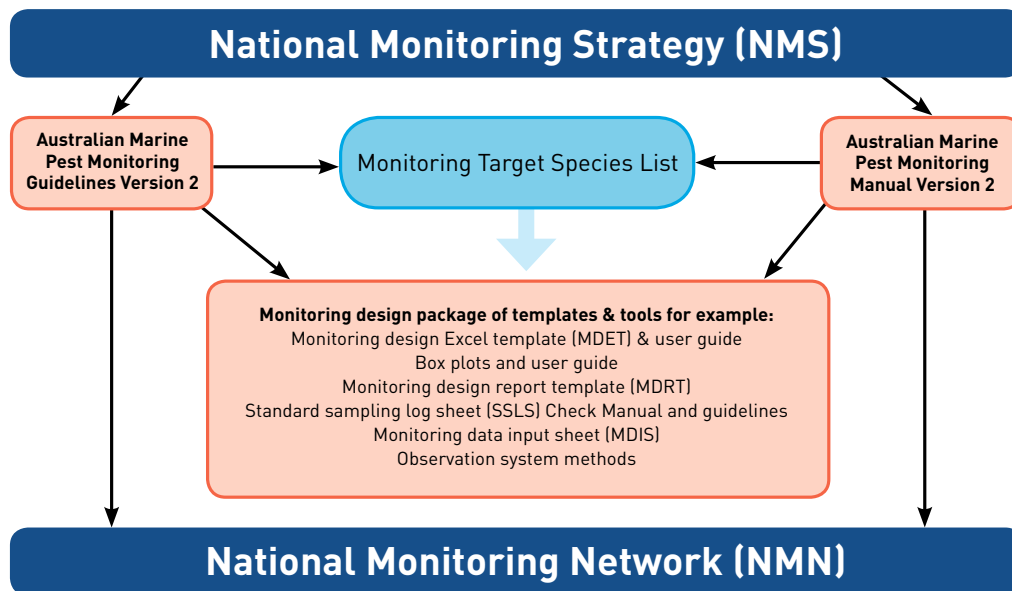 National Monitoring Strategy (NMS)
Australian Marine
Pest Monitoring
Guidelines Version 2
Monitoring Target Species List
Australian Marine
Pest Monitoring
Manual Version 2
Monitoring design package of templates & tools for example:
Monitoring design Excel template (MDET) & user guide
Box plots and user guide
Monitoring design report template (MDRT)
Standard sampling log sheet (SSLS) Check Manual and guidelines
Monitoring data input sheet (MDIS)
Observation system methods
National Monitoring Network (NMN)